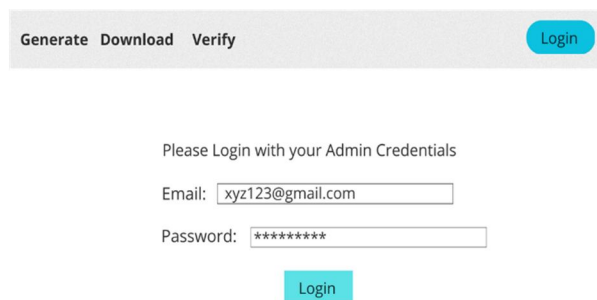 Generate Download Verify Login
Please Login with your Admin Credentials
Email: xyz123@gmail.com
Password: *********
Login